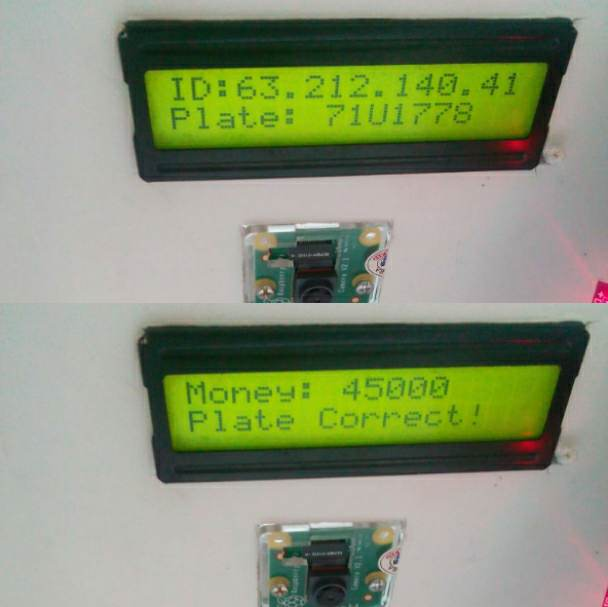 ID:63.212.140.41
Plate: 71U1778
Money: 45000
Plate Correct!